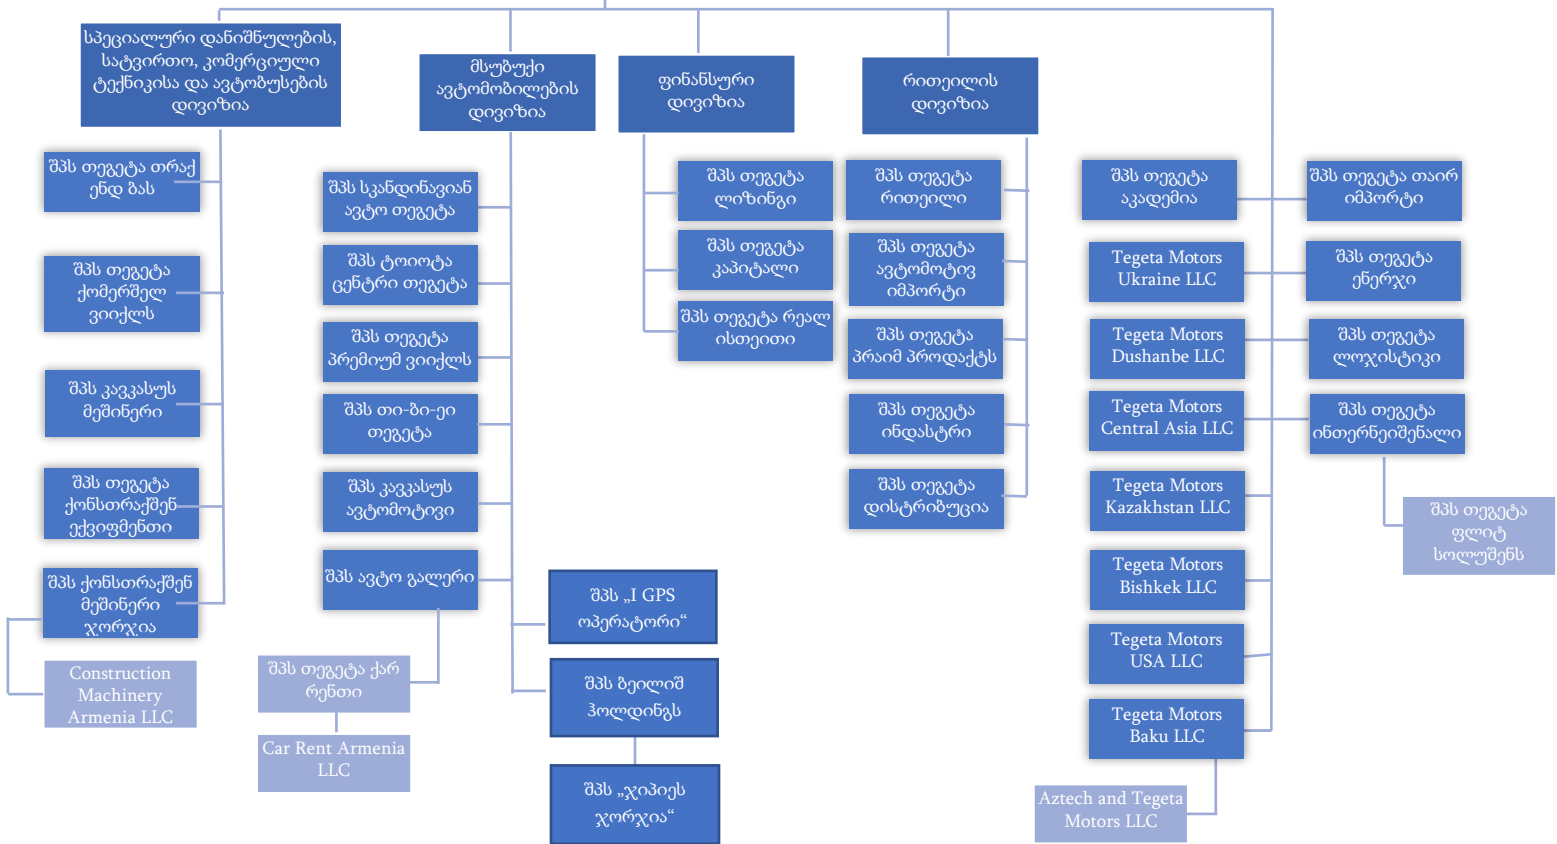 სპეციალური დანიშნულების,
სატვირთო, კომერციული
ტექნიკისა და ავტობუსების
დივიზია
მსუბუქი
ავტომობილების
დივიზია
ფინანსური
დივიზია
რითეილის
დივიზია
შპს თეგეტა თრაქ
ენდ ბას
შპს თეგეტა
ქომერშელ
ვიიქლს
შპს კავკასუს
მეშინერი
შპს თეგეტა
ქონსთრაქშენ
ექვიფმენთი
შპს ქონსთრაქშენ
მეშინერი
ჯორჯია
Construction
Machinery
Armenia LLC
შპს სკანდინავიან
ავტო თეგეტა
შპს ტოიოტა
ცენტრი თეგეტა
შპს თეგეტა
პრემიუმ ვიიქლს
შპს თი-ბი-ეი
თეგეტა
შპს კავკასუს
ავტომოტივი
შპს ავტო გალერი
შპს თეგეტა ქარ
რენთი
Car Rent Armenia
LLC
შპს „I GPS
ოპერატორი“
შპს ბეილიშ
ჰოლდინგს
შპს „ჯიპიეს
ჯორჯია“
შპს თეგეტა
ლიზინგი
შპს თეგეტა
კაპიტალი
შპს თეგეტა რეალ
ისთეითი
შპს თეგეტა
რითეილი
შპს თეგეტა
ავტომოტივ
იმპორტი
შპს თეგეტა
პრაიმ პროდაქტს
შპს თეგეტა
ინდასტრი
შპს თეგეტა
დისტრიბუცია
შპს თეგეტა
აკადემია
Tegeta Motors
Ukraine LLC
Tegeta Motors
Dushanbe LLC
Tegeta Motors
Central Asia LLC
Tegeta Motors
Kazakhstan LLC
Tegeta Motors
Bishkek LLC
Tegeta Motors
USA LLC
Tegeta Motors
Baku LLC
Aztech and Tegeta
Motors LLC
შპს თეგეტა თაირ
იმპორტი
შპს თეგეტა
ენერჯი
შპს თეგეტა
ლოჯისტიკი
შპს თეგეტა
ინთერნეიშენალი
შპს თეგეტა
ფლიტ
სოლუშენს